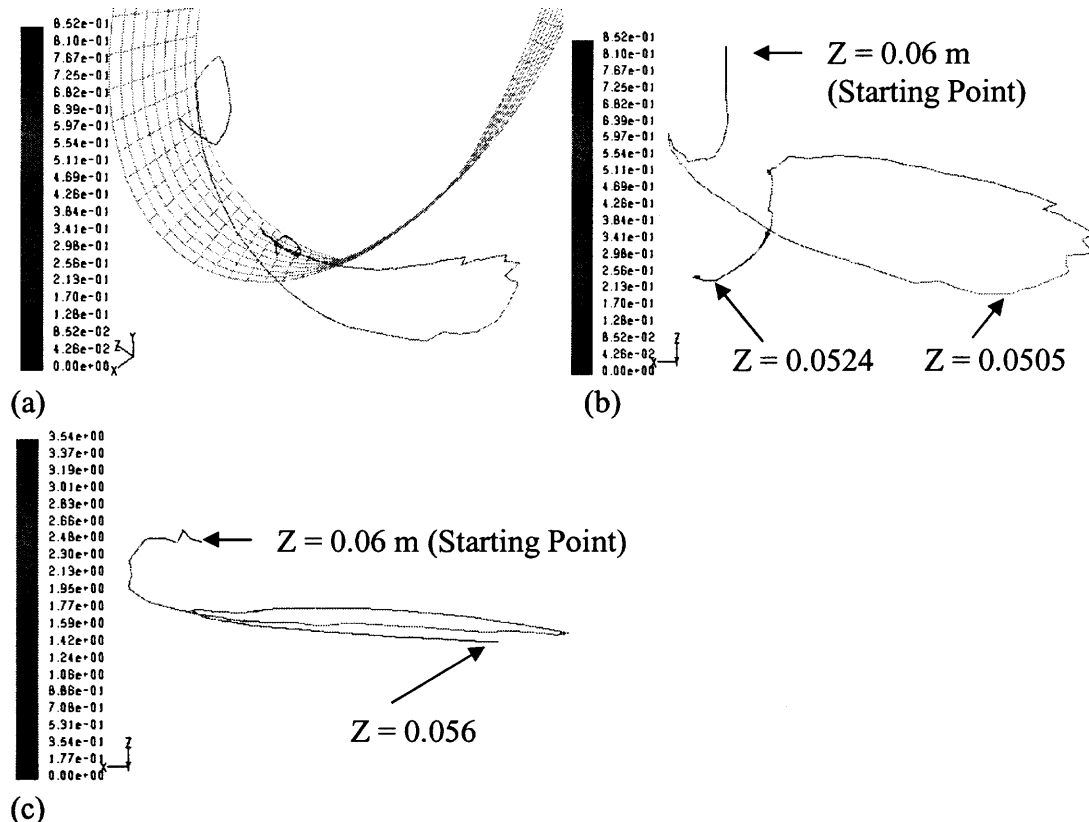 8.52e-01
8.10e-01
7.67e-01
7.25e-01
6.82e-01
6.39e-01
5.97e-01
5.54e-01
5.11e-01
4.69e-01
4.26e-01
3.84e-01
3.41e-01
2.98e-01
2.56e-01
2.13e-01
1.70e-01
1.28e-01
8.52e-02
4.26e-02
0.00e+00
Z
Y
X
(a)
8.52e-01
8.10e-01
7.67e-01
7.25e-01
6.82e-01
6.39e-01
5.97e-01
5.54e-01
5.11e-01
4.69e-01
4.26e-01
3.84e-01
3.41e-01
2.98e-01
2.56e-01
2.13e-01
1.70e-01
1.28e-01
8.52e-02
4.26e-02
0.00e+00
Z = 0.06 m
(Starting Point)
Z
X
Z = 0.0524
Z = 0.0505
(b)
3.54e+00
3.37e+00
3.19e+00
3.01e+00
2.83e+00
2.66e+00
2.48e+00
2.30e+00
2.13e+00
1.95e+00
1.77e+00
1.59e+00
1.42e+00
1.24e+00
1.06e+00
8.86e-01
7.08e-01
5.31e-01
3.54e-01
1.77e-01
0.00e+00
Z = 0.06 m (Starting Point)
Z = 0.056
Z
X
(c)